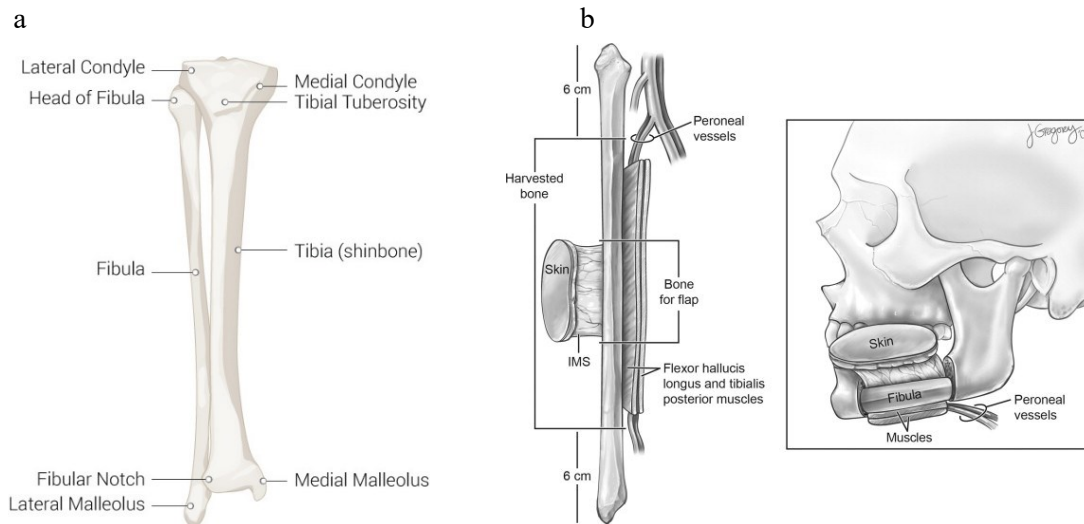 a
Lateral Condyle
Head of Fibula
Medial Condyle
Tibial Tuberosity
Fibula
Tibia (shinbone)
Fibular Notch
Lateral Malleolus
Medial Malleolus
b
6 cm
Peroneal
vessels
Harvested
bone
Skin
Bone
for flap
IMS
Flexor hallucis
longus and tibialis
posterior muscles
6 cm
Skin
Fibula
Muscles
Peroneal
vessels